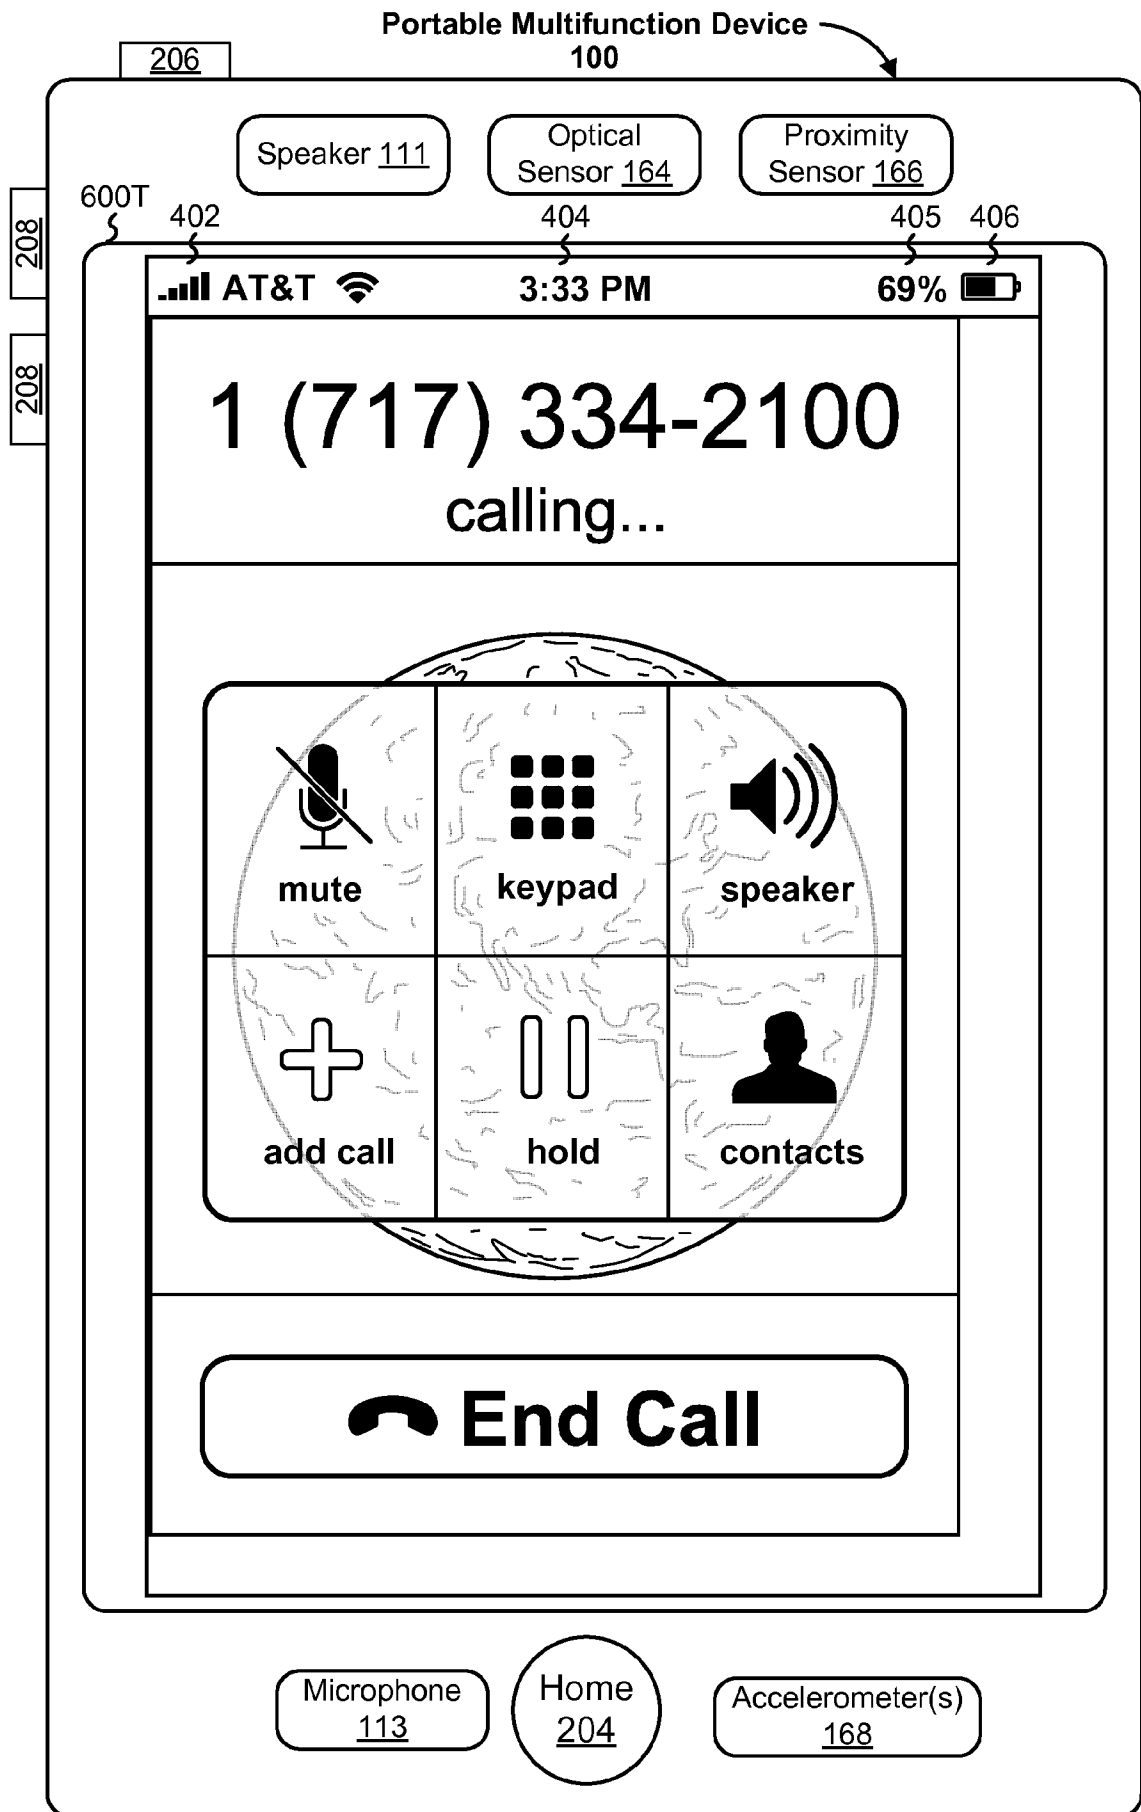 Portable Multifunction Device
100
206
Speaker 111
Optical
Sensor 164
Proximity
Sensor 166
600T
402
404
405
406
208
208
AT&T
3:33 PM
69%
1 (717) 334-2100
calling...
mute
keypad
speaker
add call
hold
contacts
End Call
Microphone
113
Home
204
Accelerometer(s)
168